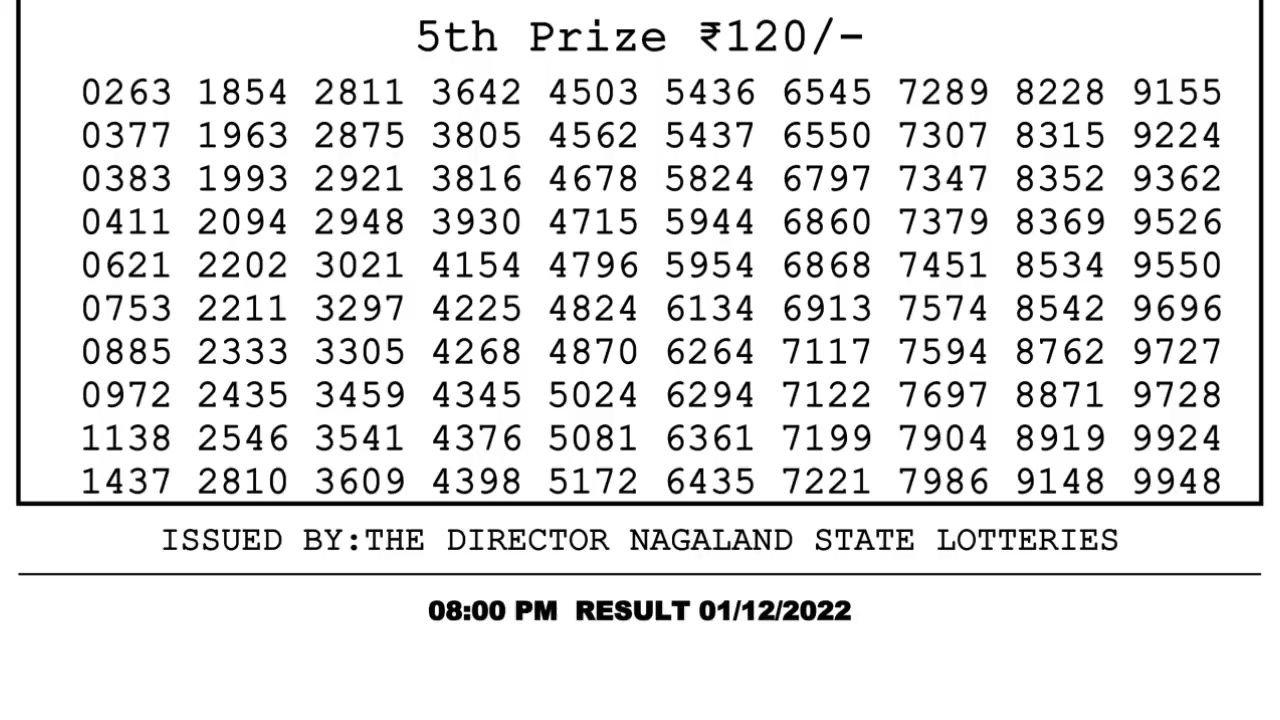 5th Prize ₹120/-
0263 1854 2811 3642 4503 5436 6545 7289 8228 9155
0377 1963 2875 3805 4562 5437 6550 7307 8315 9224
0383 1993 2921 3816 4678 5824 6797 7347 8352 9362
0411 2094 2948 3930 4715 5944 6860 7379 8369 9526
0621 2202 3021 4154 4796 5954 6868 7451 8534 9550
0753 2211 3297 4225 4824 6134 6913 7574 8542 9696
0885 2333 3305 4268 4870 6264 7117 7594 8762 9727
0972 2435 3459 4345 5024 6294 7122 7697 8871 9728
1138 2546 3541 4376 5081 6361 7199 7904 8919 9924
1437 2810 3609 4398 5172 6435 7221 7986 9148 9948
ISSUED BY:THE DIRECTOR NAGALAND STATE LOTTERIES
08:00 PM RESULT 01/12/2022